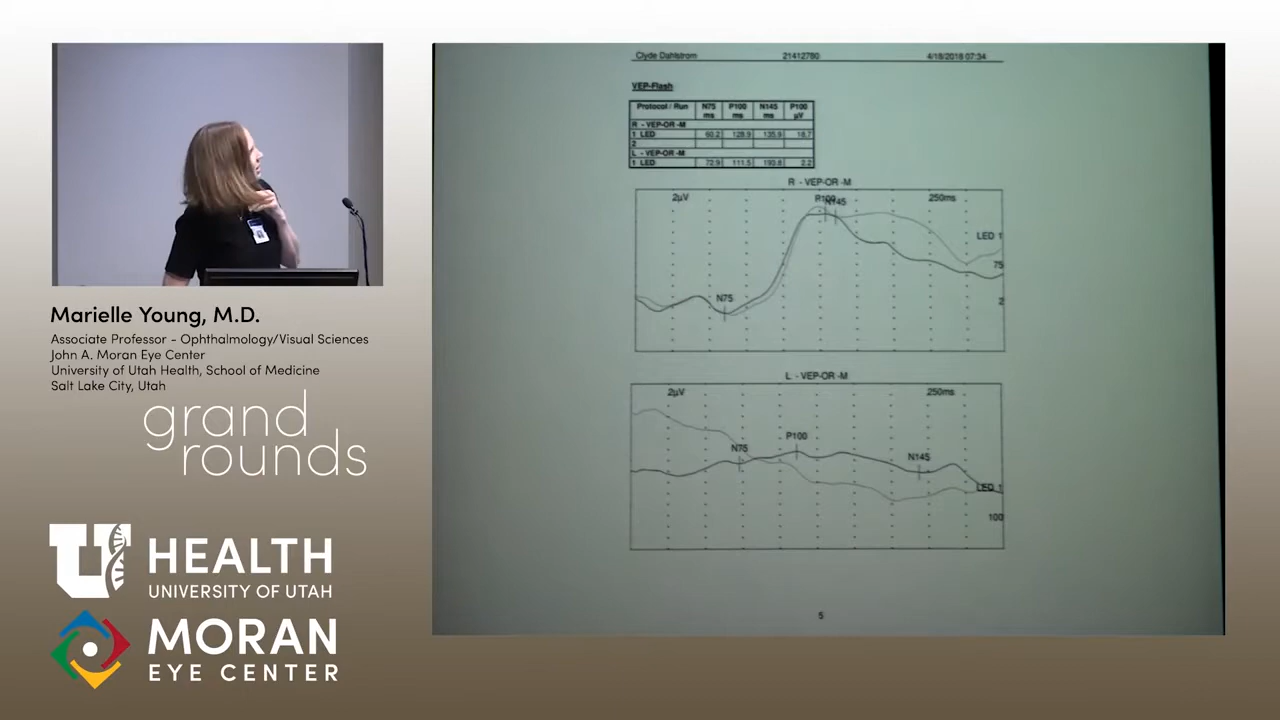 Marielle Young, M.D.
Associate Professor - Ophthalmology/Visual Sciences
John A. Moran Eye Center
University of Utah Health, School of Medicine
Salt Lake City, Utah
grand
rounds
U HEALTH
UNIVERSITY OF UTAH
MORAN
EYE CENTER
Clyde Dahlstrom 21412780 4/18/2018 07:34
VEP-Flash
Protocol / Run N75 ms P100 ms N145 ms P100 µV
R - VEP-OR -M
1 LED 60.2 128.9 135.9 18.7
2
L - VEP-OR -M
1 LED 72.9 111.5 2.2
R - VEP-OR -M
2µV P100 N145 250ms
LED 1
75
N75
2
L - VEP-OR -M
2µV 250ms
P100
N75
N145
LED 1
100
5